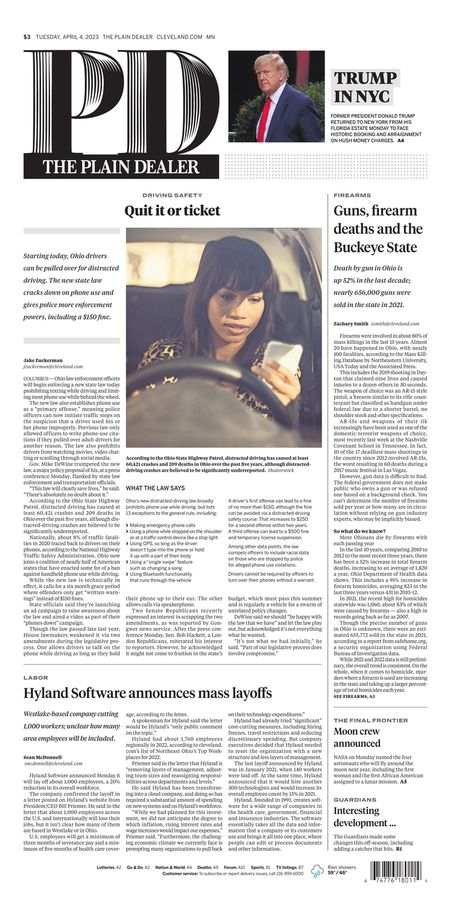 $3 TUESDAY, APRIL 4, 2023 THE PLAIN DEALER CLEVELAND.COM MN
PD
THE PLAIN DEALER
TRUMP
IN NYC
FORMER PRESIDENT DONALD TRUMP
RETURNED TO NEW YORK FROM HIS
FLORIDA ESTATE MONDAY TO FACE
HISTORIC BOOKING AND ARRAIGNMENT
ON HUSH MONEY CHARGES. A4
DRIVING SAFETY
Quit it or ticket
Starting today, Ohio drivers
can be pulled over for distracted
driving. The new state law
cracks down on phone use and
gives police more enforcement
powers, including a $150 fine.
Jake Zuckerman
jzuckerman@cleveland.com
COLUMBUS — Ohio law enforcement officers
will begin enforcing a new state law today
prohibiting texting while driving and limit-
ing most phone use while behind the wheel.
The new law also establishes phone use
as a "primary offense," meaning police
officers can now initiate traffic stops on
the suspicion that a driver used his or
her phone improperly. Previous law only
allowed officers to write phone-use cita-
tions if they pulled over adult drivers for
another reason. The law also prohibits
drivers from watching movies, video chat-
ting or scrolling through social media.
Gov. Mike DeWine trumpeted the new
law, a major policy proposal of his, at a press
conference Monday, flanked by state law
enforcement and transportation officials.
"This law will clearly save lives," he said.
"There's absolutely no doubt about it."
According to the Ohio State Highway
Patrol, distracted driving has caused at
least 60,421 crashes and 209 deaths in
Ohio over the past five years, although dis-
tracted-driving crashes are believed to be
significantly underreported.
Nationally, about 8% of traffic fatali-
ties in 2020 traced back to drivers on their
phones, according to the National Highway
Traffic Safety Administration. Ohio now
joins a coalition of nearly half of American
states that have enacted some for of a ban
against handheld phone use while driving.
While the new law is technically in
effect, it calls for a six month grace period
where offenders only get "written warn-
ings" instead of $150 fines.
State officials said they're launching
an ad campaign to raise awareness about
the law and aired a video as part of their
"phones down" campaign.
Though the law passed late last year,
House lawmakers weakened it via two
amendments during the legislative pro-
cess. One allows drivers to talk on the
phone while driving as long as they hold
According to the Ohio State Highway Patrol, distracted driving has caused at least
60,421 crashes and 209 deaths in Ohio over the past five years, although distracted-
driving crashes are believed to be significantly underreported. Shutterstock
WHAT THE LAW SAYS
Ohio's new distracted-driving law broadly
prohibits phone use while driving, but lists
13 exceptions to the general rule, including:
Making emergency phone calls
Using a phone while stopped on the shoulder
or at a traffic control device like a stop light
Using GPS, so long as the driver
doesn't type into the phone or hold
it up with a part of their body
Using a "single swipe" feature
such as changing a song
Using Bluetooth functionality
that runs through the vehicle
A driver's first offense can lead to a fine
of no more than $150, although the fine
can be avoided via a distracted-driving
safety course. That increases to $250
for a second offense within two years.
A third offense can lead to a $500 fine
and temporary license suspension.
Among other data points, the law
compels officers to include racial data
on those who are stopped by police
for alleged phone use violations.
Drivers cannot be required by officers to
turn over their phones without a warrant.
their phone up to their ear. The other
allows calls via speakerphone.
Two Senate Republicans recently
expressed an interest in scrapping the two
amendments, as was reported by Gon-
gwer news service. After the press con-
ference Monday, Sen. Bob Hackett, a Lon-
don Republican, reiterated his interest
to reporters. However, he acknowledged
it might not come to fruition in the state's
budget, which must pass this summer
and is regularly a vehicle for a swarm of
unrelated policy changes.
DeWine said we should "be happy with
the law that we have" and let the law play
out, but acknowledged it's not everything
what he wanted.
"It's not what we had initially," he
said. "Part of our legislative process does
involve compromise."
FIREARMS
Guns, firearm
deaths and the
Buckeye State
Death by gun in Ohio is
up 52% in the last decade;
nearly 656,000 guns were
sold in the state in 2021.
Zachary Smith zsmith@cleveland.com
Firearms were involved in about 80% of
mass killings in the last 15 years. Almost
20 have happened in Ohio, with nearly
100 fatalities, according to the Mass Kill-
ing Database by Northeastern University,
USA Today and the Associated Press.
This includes the 2019 shooting in Day-
ton that claimed nine lives and caused
injuries to a dozen others in 30 seconds.
The weapon of choice was an AR-15 style
pistol, a firearm similar to its rifle coun-
terpart but classified as handgun under
federal law due to a shorter barrel, no
shoulder stock and other specifications.
AR-15s and weapons of their ilk
increasingly have been used as one of the
domestic-terrorist weapons of choice,
most recently last week at the Nashville
Covenant School in Tennessee. In fact,
10 of the 17 deadliest mass shootings in
the country since 2012 involved AR-15s,
the worst resulting in 60 deaths during a
2017 music festival in Las Vegas.
However, gun data is difficult to find.
The federal government does not make
public who owns a gun or was refused
one based on a background check. You
can't determine the number of firearms
sold per year or how many are in circu-
lation without relying on gun industry
experts, who may be implicitly biased.
So what do we know?
More Ohioans die by firearm with
each passing year
In the last 10 years, comparing 2010 to
2012 to the most recent three years, there
has been a 52% increase in total firearm
deaths, increasing to an average of 1,820
a year, Ohio Department of Health data
shows. This includes a 94% increase in
firearm homicides, averaging 823 in the
last three years versus 431 in 2010-12.
In 2021, the recent high for homicides
statewide was 1,060, about 83% of which
were caused by firearms — also a high in
records going back as far as 2007.
Though the precise number of guns
in Ohio is unknown, there were an esti-
mated 655,772 sold in the state in 2021,
according to a report from safehome.org,
a security organization using Federal
Bureau of Investigation data.
While 2021 and 2022 data is still prelimi-
nary, the overall trend is consistent. On the
whole, when it comes to homicide, mur-
ders where a firearm is used are increasing
in the state and taking up a larger percent-
age of total homicides each year.
SEE FIREARMS, A3
LABOR
Hyland Software announces mass layoffs
Westlake-based company cutting
1,000 workers; unclear how many
area employees will be included.
Sean McDonnell
smcdonnell@cleveland.com
Hyland Software announced Monday it
will lay off about 1,000 employees, a 20%
reduction in its overall workforce.
The company confirmed the layoff in
a letter posted on Hyland's website from
President/CEO Bill Priemer. He said in the
letter that about 1,000 employees across
the U.S. and internationally will lose their
jobs, but it isn't clear how many of those
are based in Westlake or in Ohio.
U.S. employees will get a minimum of
three months of severance pay and a min-
imum of five months of health care cover-
age, according to the letter.
A spokesman for Hyland said the letter
would be Hyland's "only public comment
on the topic."
Hyland had about 1,760 employees
regionally in 2022, according to cleveland.
com's list of Northeast Ohio's Top Work-
places for 2022.
Priemer said in the letter that Hyland is
"removing layers of management, adjust-
ing team sizes and reassigning responsi-
bilities across departments and levels."
He said Hyland has been transform-
ing into a cloud company, and doing so has
required a substantial amount of spending
on new systems and on Hyland's workforce.
"While we had planned for this invest-
ment, we did not anticipate the degree to
which inflation, rising interest rates and
wage increases would impact our expenses,"
Priemer said. "Furthermore, the challeng-
ing economic climate we currently face is
prompting many organizations to pull back
on their technology expenditures."
Hyland had already tried "significant"
cost-cutting measures, including hiring
freezes, travel restrictions and reducing
discretionary spending. But company
executives decided that Hyland needed
to reset the organization with a new
structure and less layers of management.
The last layoff announced by Hyland
was in January 2021, when 140 workers
were laid off. At the same time, Hyland
announced that it would hire another
300 technologists and would increase its
overall employee count by 15% in 2021.
Hyland, founded in 1991, creates soft-
ware for a wide range of companies in
the health care, government, financial
and insurance industries. The software
essentially takes all the data and infor-
mation that a company or its customers
use and brings it all into one place, where
people can edit or process documents
and other information.
THE FINAL FRONTIER
Moon crew
announced
NASA on Monday named the four
astronauts who will fly around the
moon next year, including the first
woman and the first African American
assigned to a lunar mission. A5
GUARDIANS
Interesting
development ...
The Guardians made some
changes this off-season, including
adding a catcher that hits. B1
Lotteries. A2 Go & Do. A2 Nation & World. A4 Deaths. A9 Forum. A10 Sports. B1 TV listings. B7
Customer service: To subscribe or report delivery issues, call 216-999-6000
Rain showers
59° / 46°
6 74776 18011 4